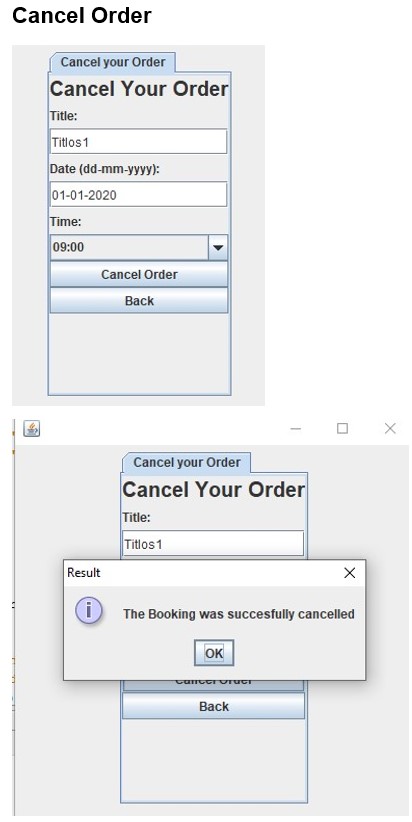 Cancel Order
Cancel your Order
Cancel Your Order
Title:
Titlos1
Date (dd-mm-yyyy):
01-01-2020
Time:
09:00
Cancel Order
Back
Cancel your Order
Cancel Your Order
Title:
Titlos1
Result
The Booking was succesfully cancelled
OK
Cancel Order
Back